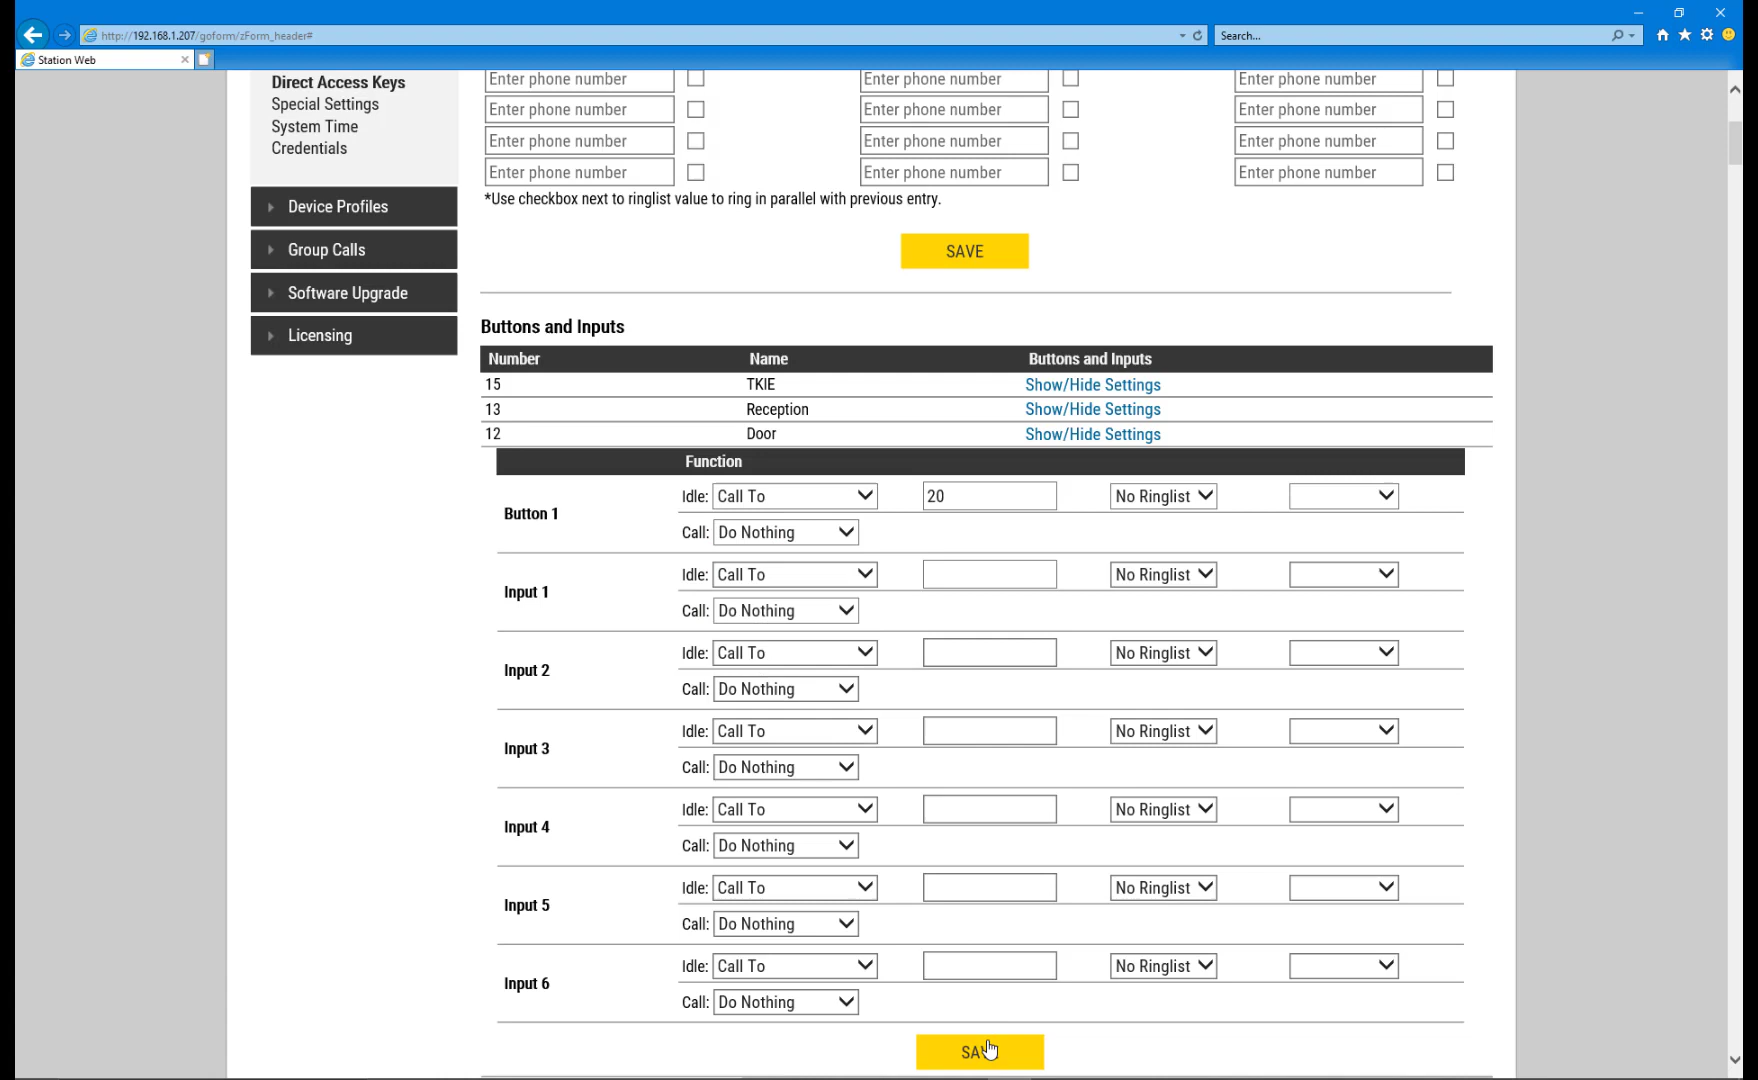 http://192.168.1.207/goform/zForm_header#
Search...
Station Web
Direct Access Keys
Special Settings
System Time
Credentials
Device Profiles
Group Calls
Software Upgrade
Licensing
Enter phone number Enter phone number Enter phone number
Enter phone number Enter phone number Enter phone number
Enter phone number Enter phone number Enter phone number
Enter phone number Enter phone number Enter phone number
*Use checkbox next to ringlist value to ring in parallel with previous entry.
SAVE
Buttons and Inputs
Number Name Buttons and Inputs
15 TKIE Show/Hide Settings
13 Reception Show/Hide Settings
12 Door Show/Hide Settings
Function
Button 1
Idle: Call To 20 No Ringlist
Call: Do Nothing
Input 1
Idle: Call To No Ringlist
Call: Do Nothing
Input 2
Idle: Call To No Ringlist
Call: Do Nothing
Input 3
Idle: Call To No Ringlist
Call: Do Nothing
Input 4
Idle: Call To No Ringlist
Call: Do Nothing
Input 5
Idle: Call To No Ringlist
Call: Do Nothing
Input 6
Idle: Call To No Ringlist
Call: Do Nothing